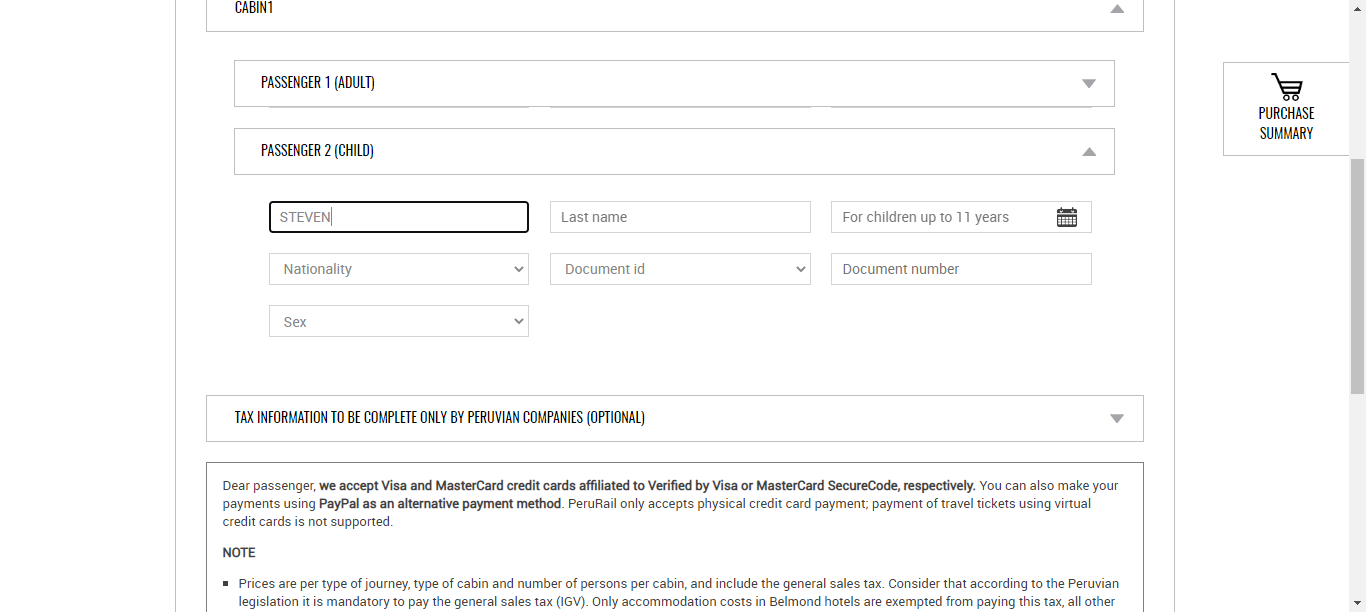 CABIN1
PASSENGER 1 (ADULT)
PURCHASE
SUMMARY
PASSENGER 2 (CHILD)
STEVEN
Last name
For children up to 11 years
Nationality
Document id
Document number
Sex
TAX INFORMATION TO BE COMPLETE ONLY BY PERUVIAN COMPANIES (OPTIONAL)
Dear passenger, we accept Visa and MasterCard credit cards affiliated to Verified by Visa or MasterCard SecureCode, respectively. You can also make your
payments using PayPal as an alternative payment method. PeruRail only accepts physical credit card payment; payment of travel tickets using virtual
credit cards is not supported.
NOTE
Prices are per type of journey, type of cabin and number of persons per cabin, and include the general sales tax. Consider that according to the Peruvian
legislation it is mandatory to pay the general sales tax (IGV). Only accommodation costs in Belmond hotels are exempted from paying this tax, all other